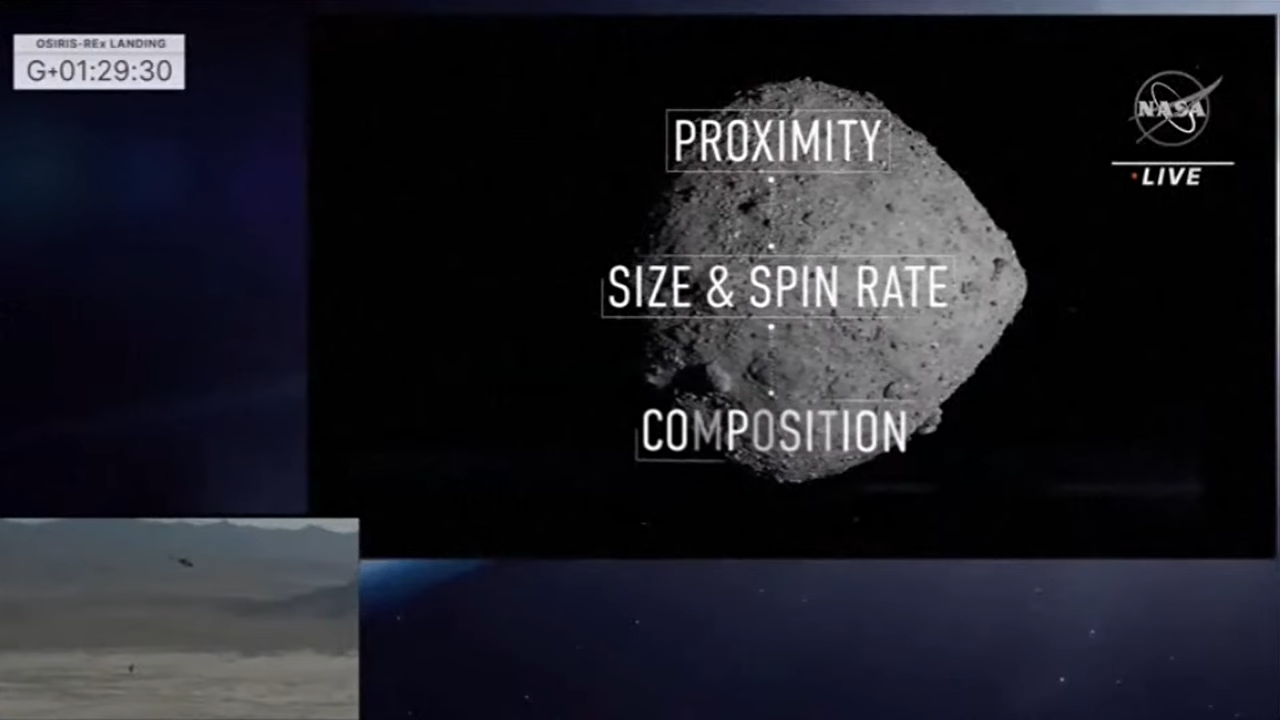 OSIRIS-REx LANDING
G+01:29:30
PROXIMITY
NASA
LIVE
SIZE & SPIN RATE
COMPOSITION